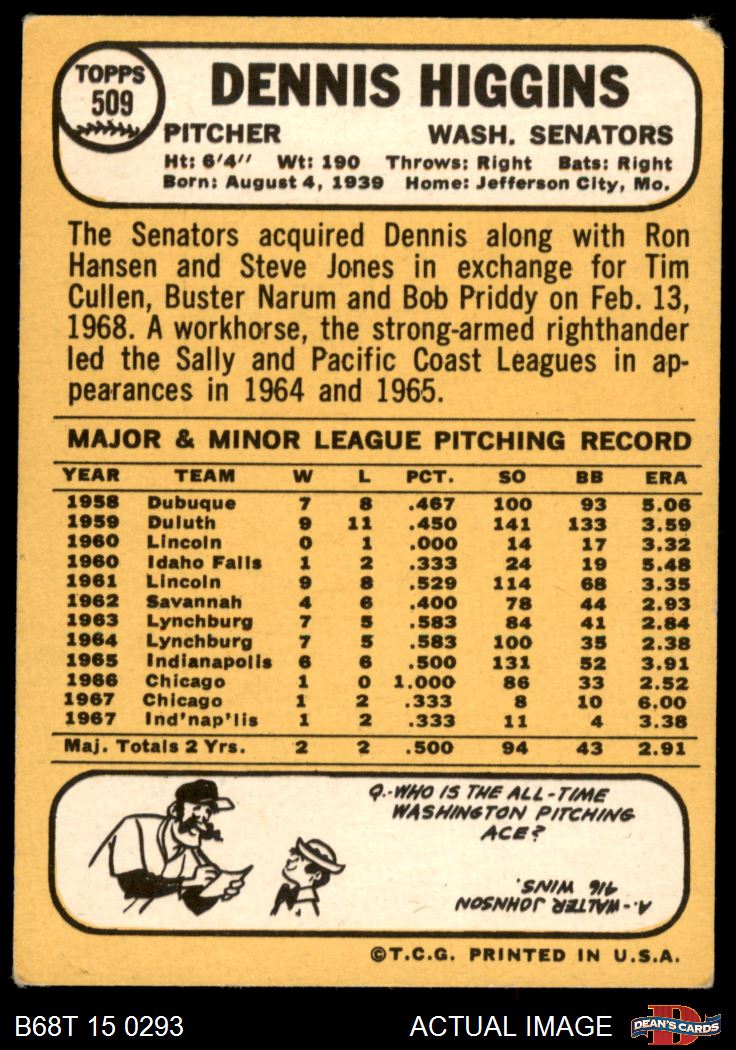 TOPPS
509
DENNIS HIGGINS
PITCHER WASH. SENATORS
Ht: 6'4" Wt: 190 Throws: Right Bats: Right
Born: August 4, 1939 Home: Jefferson City, Mo.
The Senators acquired Dennis along with Ron
Hansen and Steve Jones in exchange for Tim
Cullen, Buster Narum and Bob Priddy on Feb. 13,
1968. A workhorse, the strong-armed righthander
led the Sally and Pacific Coast Leagues in ap-
pearances in 1964 and 1965.
MAJOR & MINOR LEAGUE PITCHING RECORD
YEAR TEAM W L PCT. SO BB ERA
1958 Dubuque 7 8 .467 100 93 5.06
1959 Duluth 9 11 .450 141 133 3.59
1960 Lincoln 0 1 .000 14 17 3.32
1960 Idaho Falls 1 2 .333 24 19 5.48
1961 Lincoln 9 8 .529 114 68 3.35
1962 Savannah 4 6 .400 78 44 2.93
1963 Lynchburg 7 5 .583 84 41 2.84
1964 Lynchburg 7 5 .583 100 35 2.38
1965 Indianapolis 6 6 .500 131 52 3.91
1966 Chicago 1 0 1.000 86 33 2.52
1967 Chicago 1 2 .333 8 10 6.00
1967 Ind'nap'lis 1 2 .333 11 4 3.38
Maj. Totals 2 Yrs. 2 2 .500 94 43 2.91
Q.-WHO IS THE ALL-TIME
WASHINGTON PITCHING
ACE?
A.-WALTER JOHNSON
416 WINS.
©T.C.G. PRINTED IN U.S.A.
B68T 15 0293 ACTUAL IMAGE DEAN'S CARDS